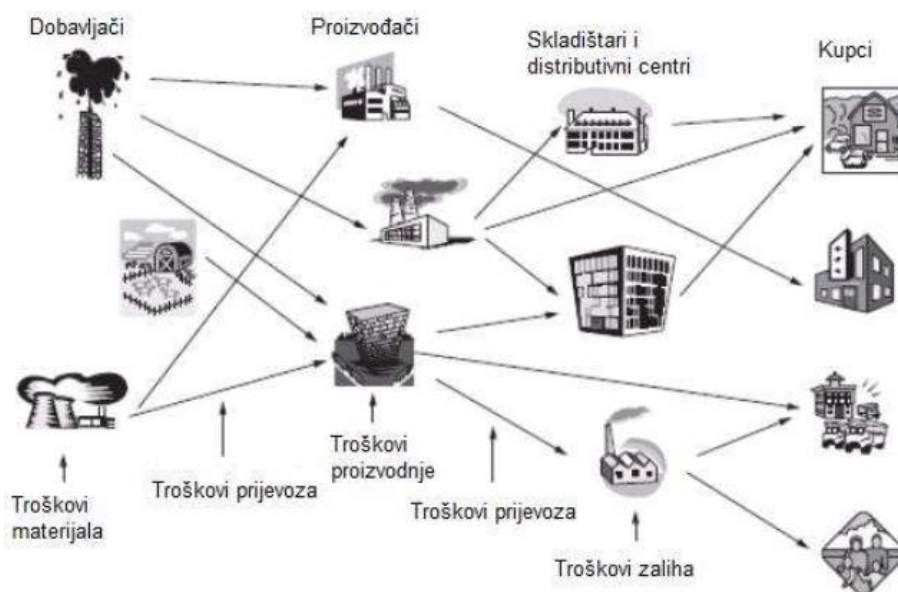 Dobavljači
Proizvođači
Skladištari i
distributivni centri
Kupci
Troškovi
materijala
Troškovi prijevoza
Troškovi
proizvodnje
Troškovi prijevoza
Troškovi zaliha